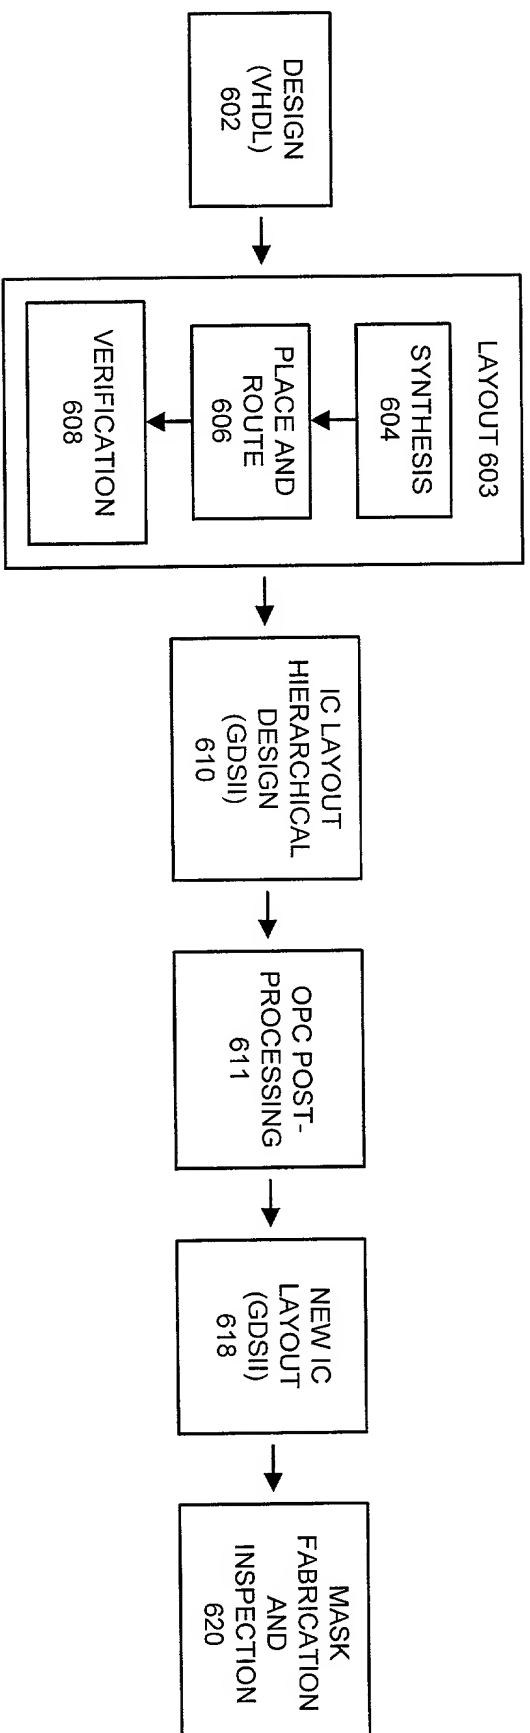 DESIGN
(VHDL)
602
LAYOUT 603
SYNTHESIS
604
PLACE AND
ROUTE
606
VERIFICATION
608
IC LAYOUT
HIERARCHICAL
DESIGN
(GDSII)
610
OPC POST-
PROCESSING
611
NEW IC
LAYOUT
(GDSII)
618
MASK
FABRICATION
AND
INSPECTION
620